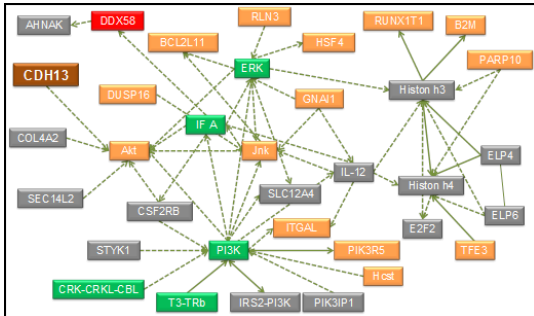 AHNAK
DDX58
RLN3
RUNX1T1
B2M
BCL2L11
HSF4
ERK
PARP10
CDH13
DUSP16
GNAI1
Histon h3
IF A
COL4A2
Akt
Jnk
IL-12
ELP4
SEC14L2
SLC12A4
Histon h4
CSF2RB
ELP6
ITGAL
E2F2
STYK1
PI3K
PIK3R5
TFE3
CRK-CRKL-CBL
Hcst
T3-TRb
IRS2-PI3K
PIK3IP1